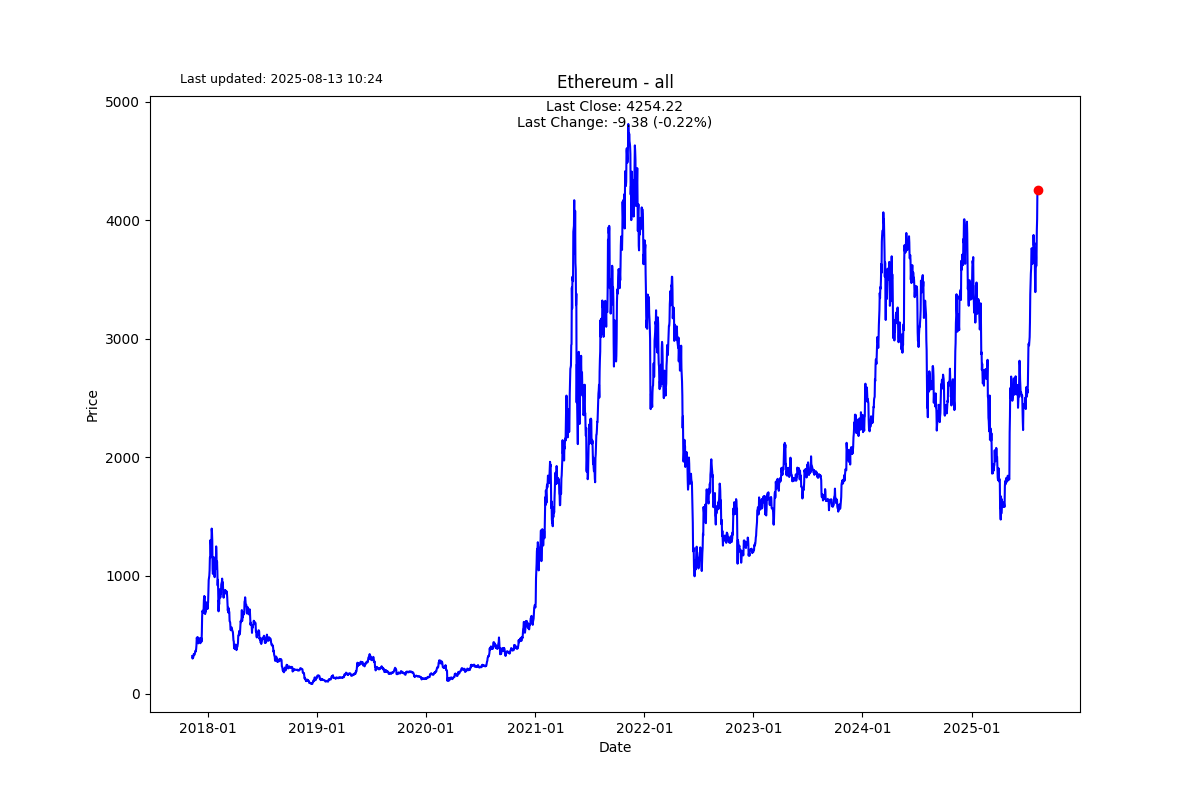 Last updated: 2025-08-13 10:24
Ethereum - all
Last Close: 4254.22
Last Change: -9.38 (-0.22%)
5000
4000
3000
2000
1000
0
Price
2018-01 2019-01 2020-01 2021-01 2022-01 2023-01 2024-01 2025-01
Date